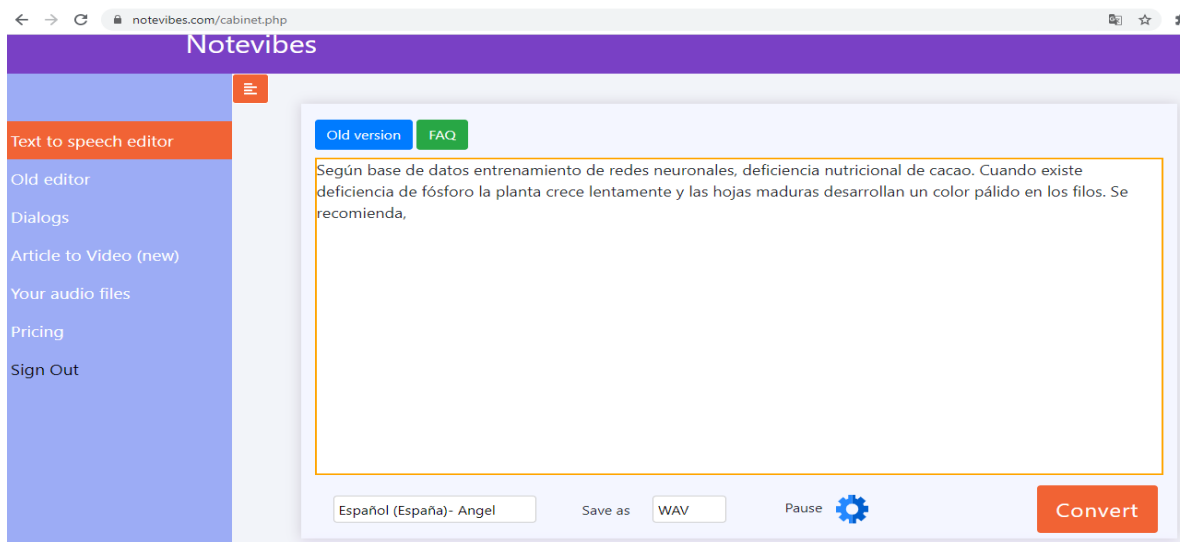 notevibes.com/cabinet.php
Notevibes
Text to speech editor
Old editor
Dialogs
Article to Video (new)
Your audio files
Pricing
Sign Out
Old version FAQ
Según base de datos entrenamiento de redes neuronales, deficiencia nutricional de cacao. Cuando existe
deficiencia de fósforo la planta crece lentamente y las hojas maduras desarrollan un color pálido en los filos. Se
recomienda,
Español (España)- Angel Save as WAV Pause Convert